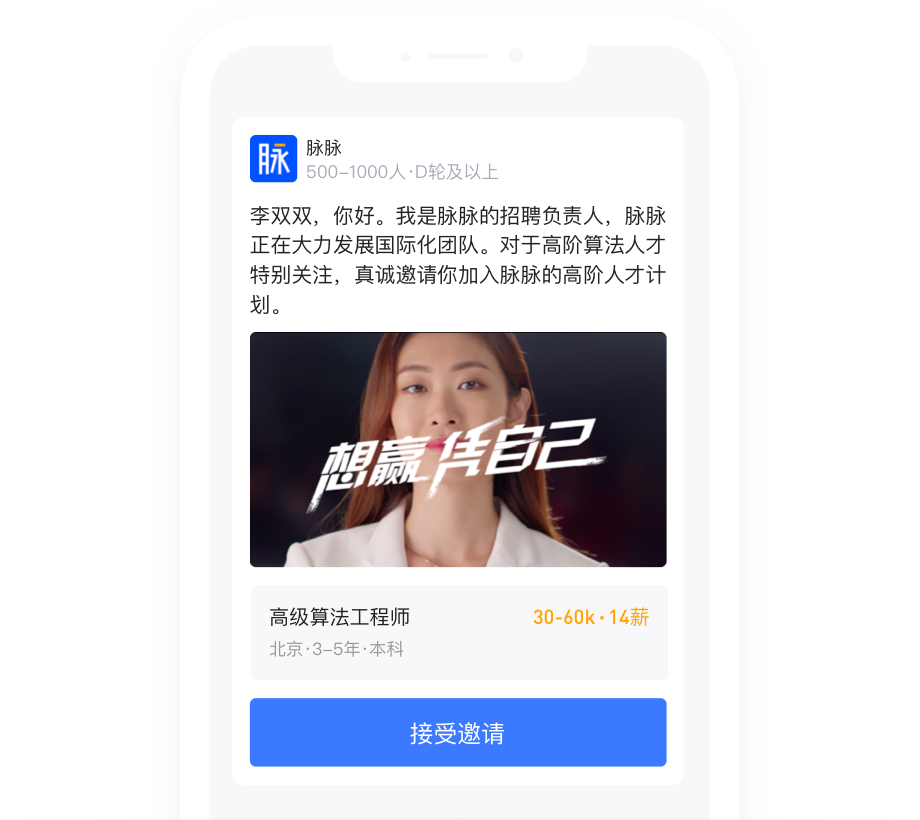 脉
脉脉
500-1000人·D轮及以上
李双双，你好。我是脉脉的招聘负责人，脉脉
正在大力发展国际化团队。对于高阶算法人才
特别关注，真诚邀请你加入脉脉的高阶人才计
划。
想赢凭自己
高级算法工程师
30-60k·14薪
北京·3-5年·本科
接受邀请